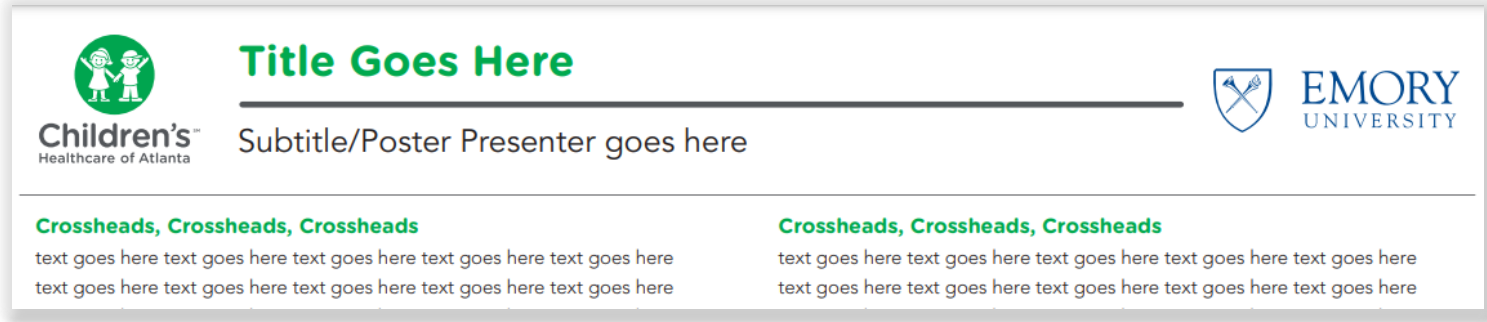 Title Goes Here
Children's℠
Healthcare of Atlanta
Subtitle/Poster Presenter goes here
EMORY
UNIVERSITY
Crossheads, Crossheads, Crossheads
text goes here text goes here text goes here text goes here text goes here
text goes here text goes here text goes here text goes here text goes here
Crossheads, Crossheads, Crossheads
text goes here text goes here text goes here text goes here text goes here
text goes here text goes here text goes here text goes here text goes here